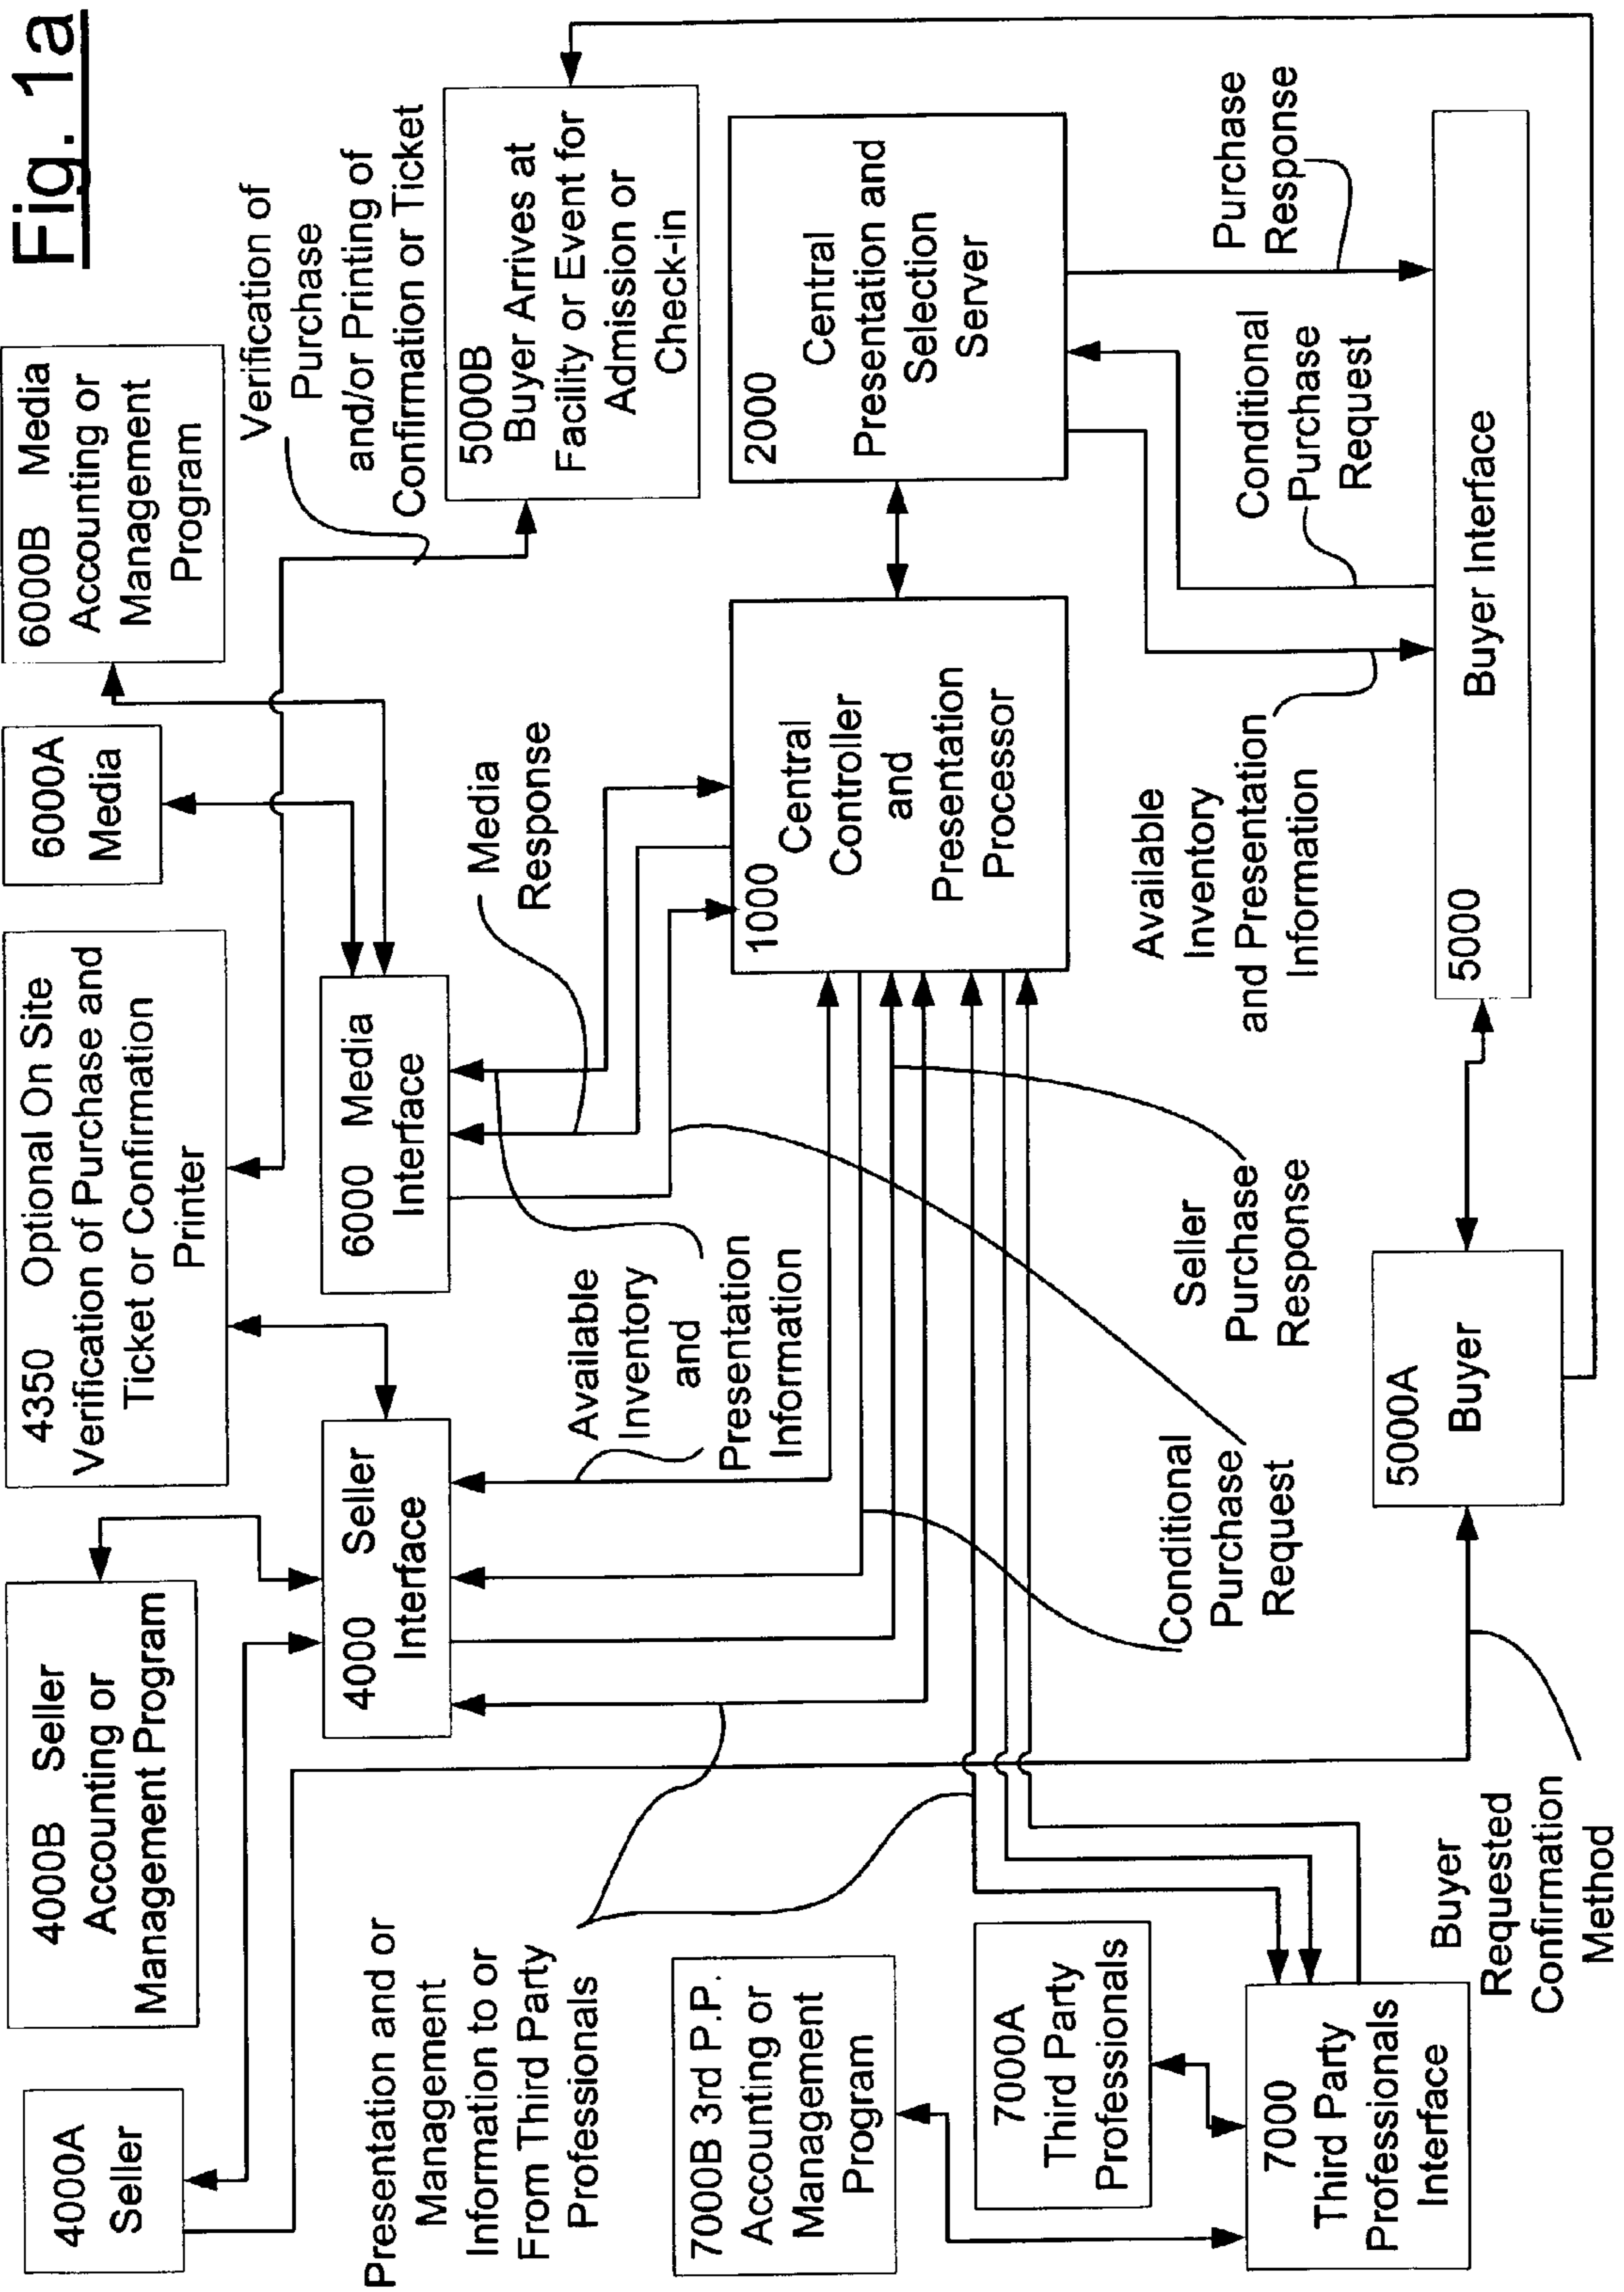 Fig. 1a
4000A
Seller
4000B Seller
Accounting or
Management Program
4350 Optional On Site
Verification of Purchase and
Ticket or Confirmation
Printer
6000A
Media
6000B Media
Accounting or
Management
Program
Verification of
Purchase
and/or Printing of
Confirmation or Ticket
4000 Seller
Interface
6000 Media
Interface
5000B
Buyer Arrives at
Facility or Event for
Admission or
Check-in
Presentation and or
Management
Information to or
From Third Party
Professionals
Available
Inventory
and
Presentation
Information
Media
Response
7000B 3rd P.P.
Accounting or
Management
Program
1000
Central
Controller
and
Presentation
Processor
2000
Central
Presentation and
Selection
Server
7000A
Third Party
Professionals
Conditional
Purchase
Request
Seller
Purchase
Response
Available
Inventory
and Presentation
Information
Conditional
Purchase
Request
Purchase
Response
7000
Third Party
Professionals
Interface
Buyer
Requested
Confirmation
Method
5000A
Buyer
5000
Buyer Interface